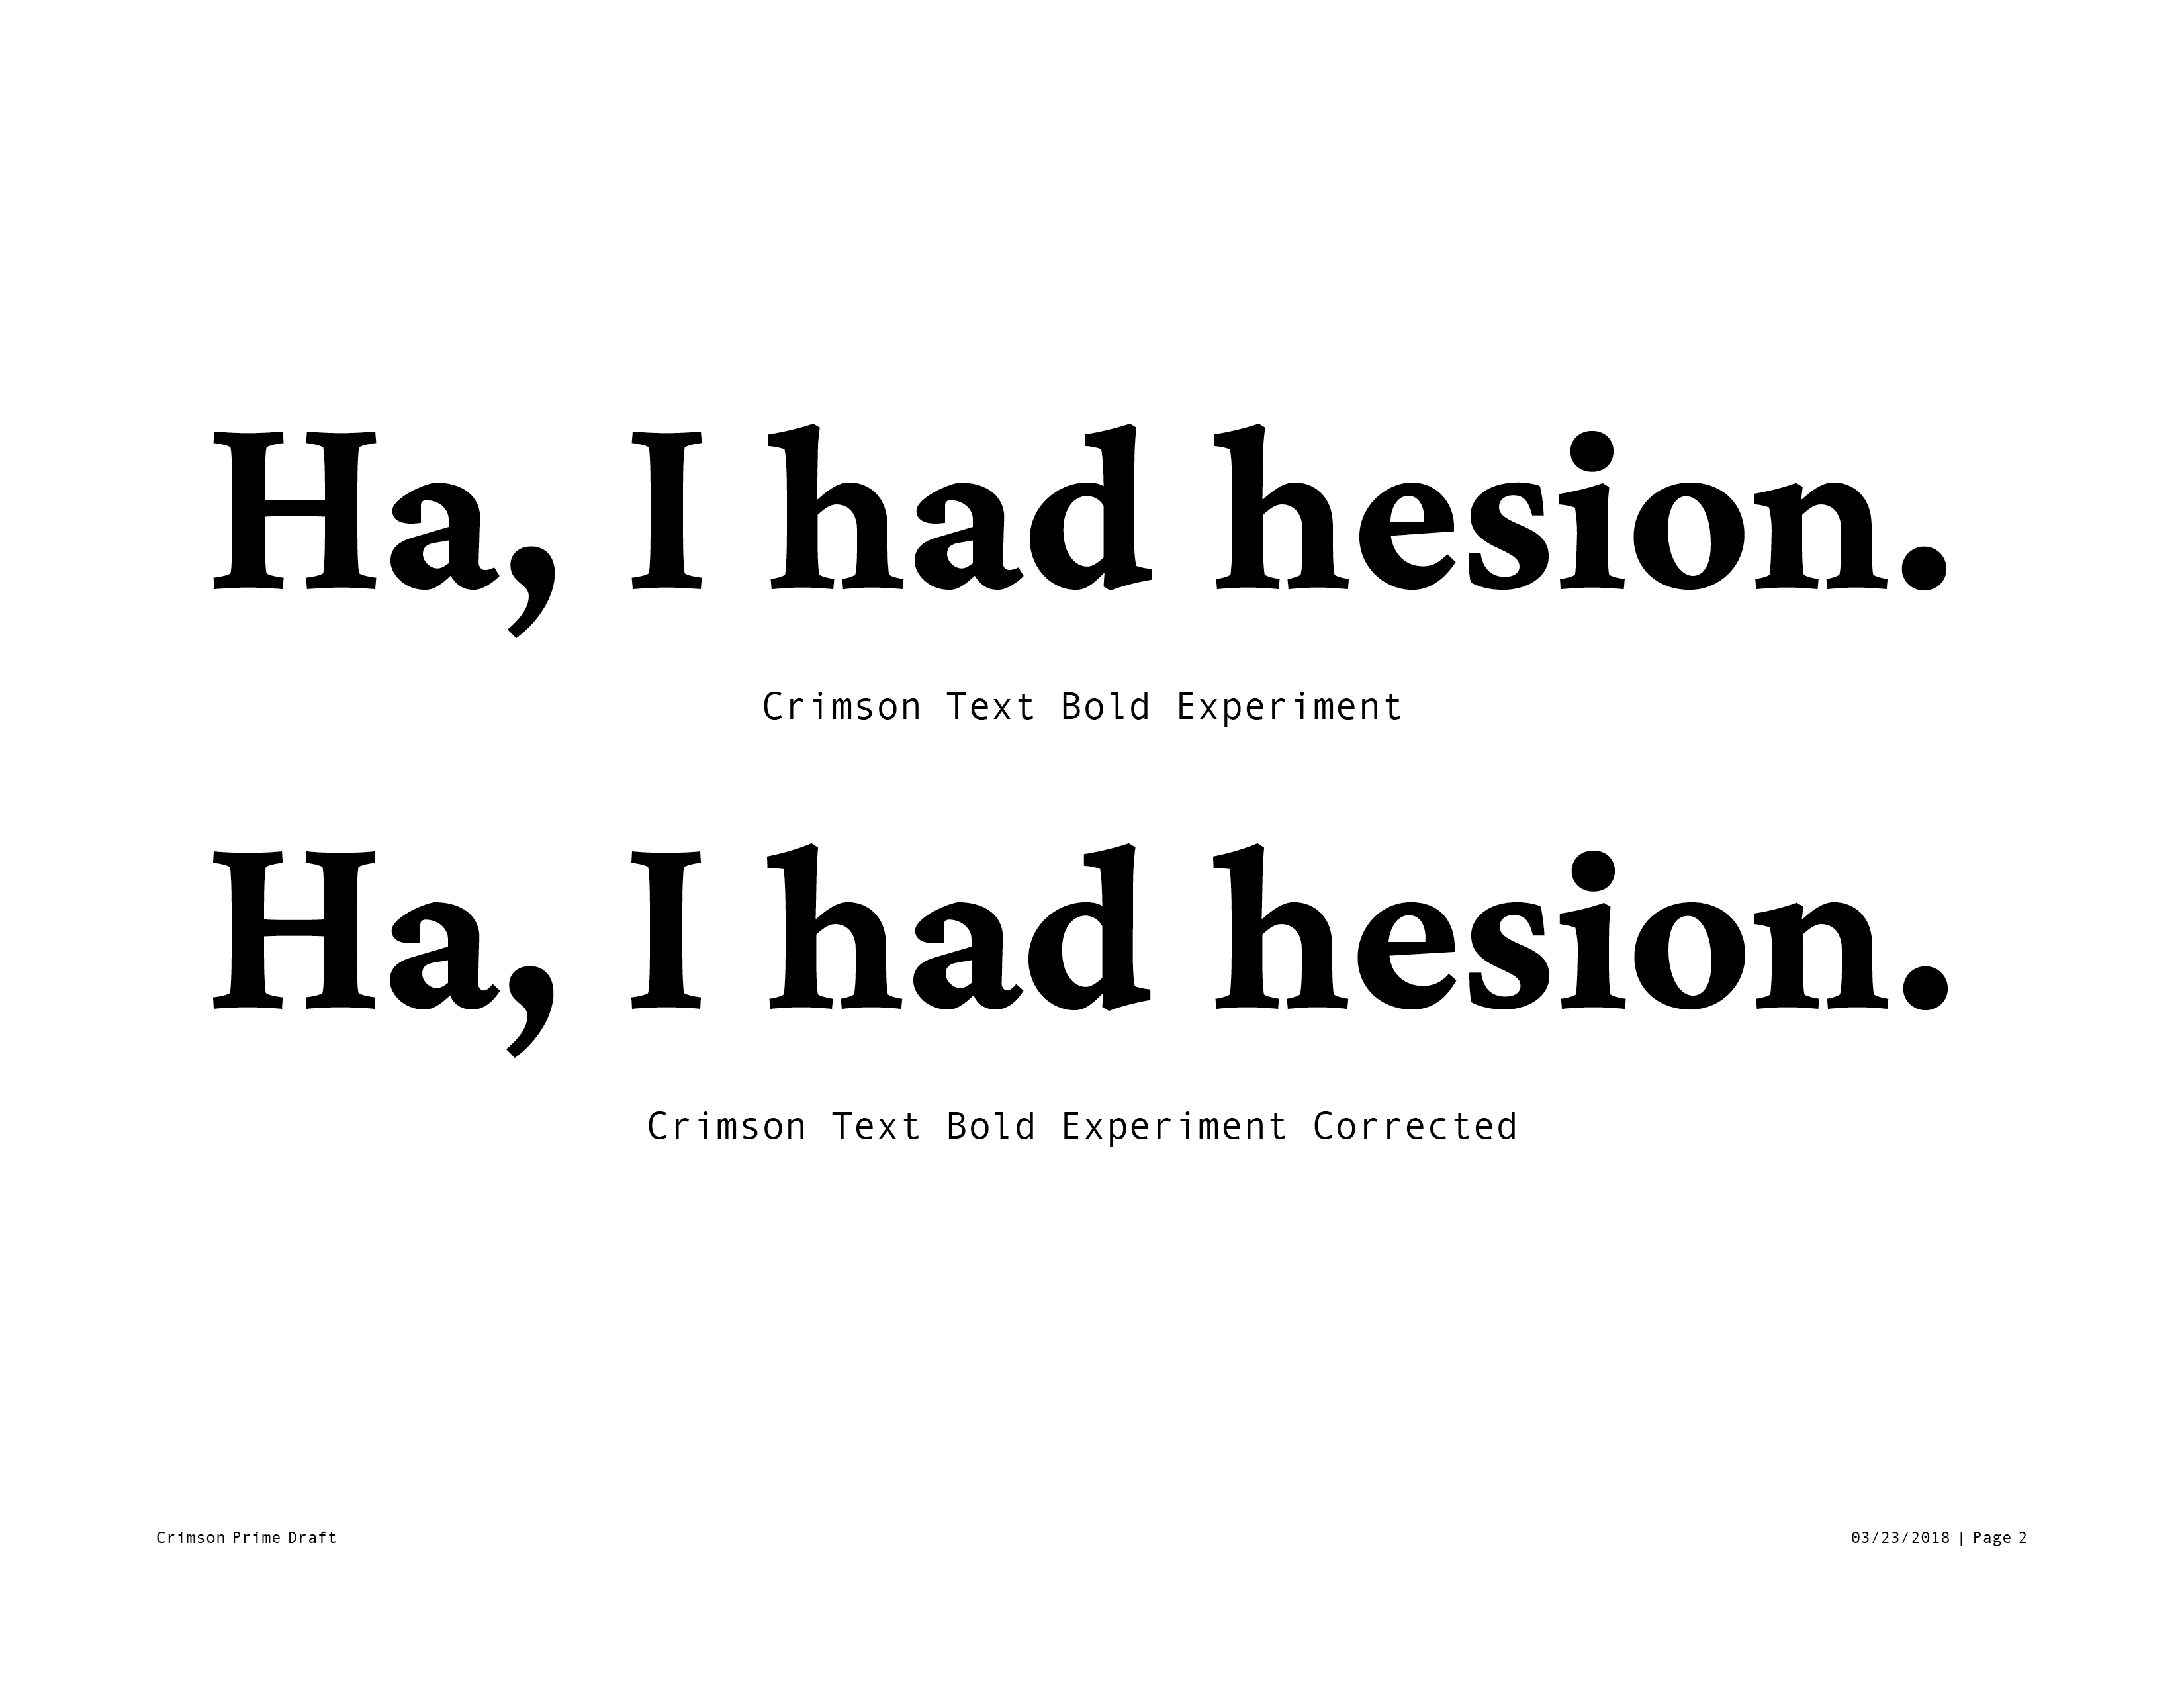 Ha, I had hesion.
Crimson Text Bold Experiment
Ha, I had hesion.
Crimson Text Bold Experiment Corrected
Crimson Prime Draft
03/23/2018 | Page 2